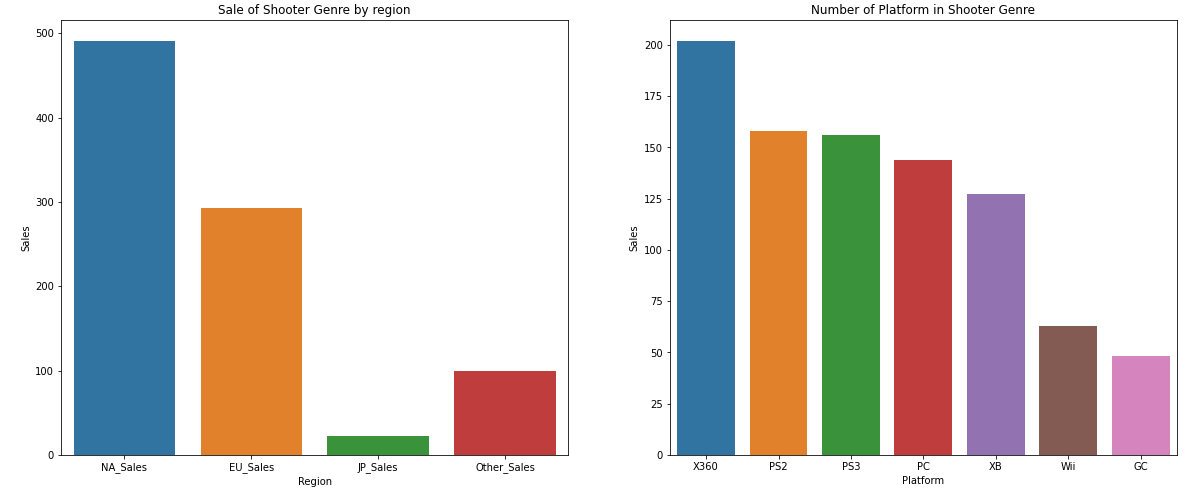 Sale of Shooter Genre by region
500
400
300
200
100
0
Sales
NA_Sales
EU_Sales
JP_Sales
Other_Sales
Region
Number of Platform in Shooter Genre
200
175
150
125
100
75
50
25
0
Sales
X360
PS2
PS3
PC
XB
Wii
GC
Platform